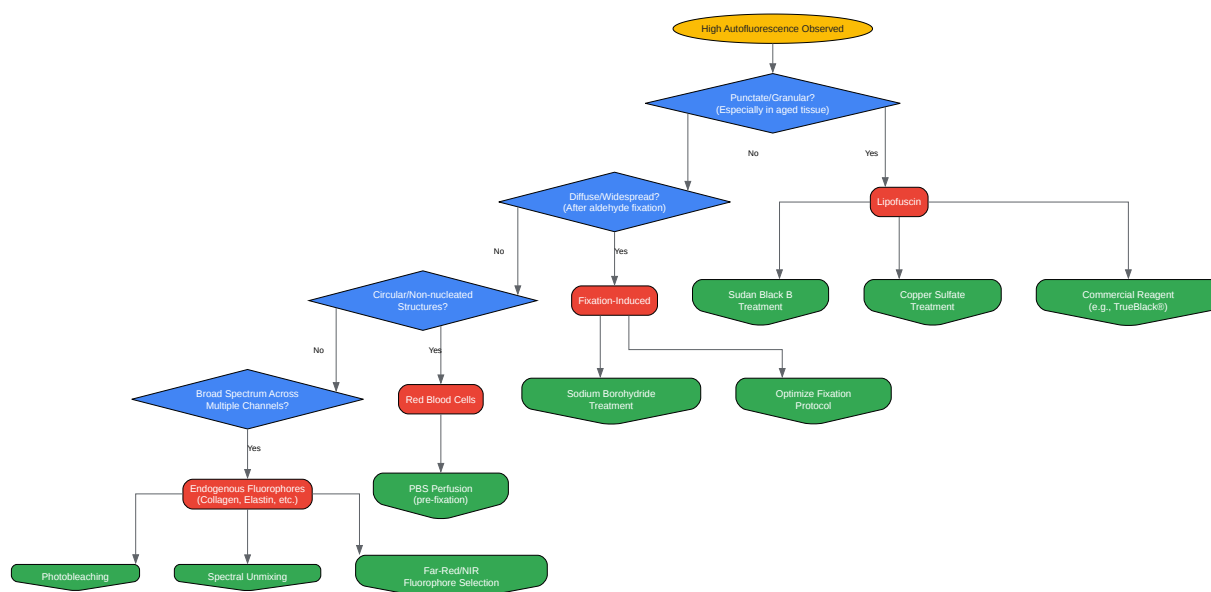 High Autofluorescence Observed
Punctate/Granular?
(Especially in aged tissue)
No
Yes
Diffuse/Widespread?
(After aldehyde fixation)
Lipofuscin
No
Yes
Sudan Black B
Treatment
Copper Sulfate
Treatment
Commercial Reagent
(e.g., TrueBlack®)
Circular/Non-nucleated
Structures?
Fixation-Induced
No
Yes
Broad Spectrum Across
Multiple Channels?
Red Blood Cells
Sodium Borohydride
Treatment
Optimize Fixation
Protocol
Yes
Endogenous Fluorophores
(Collagen, Elastin, etc.)
PBS Perfusion
(pre-fixation)
Photobleaching
Spectral Unmixing
Far-Red/NIR
Fluorophore Selection